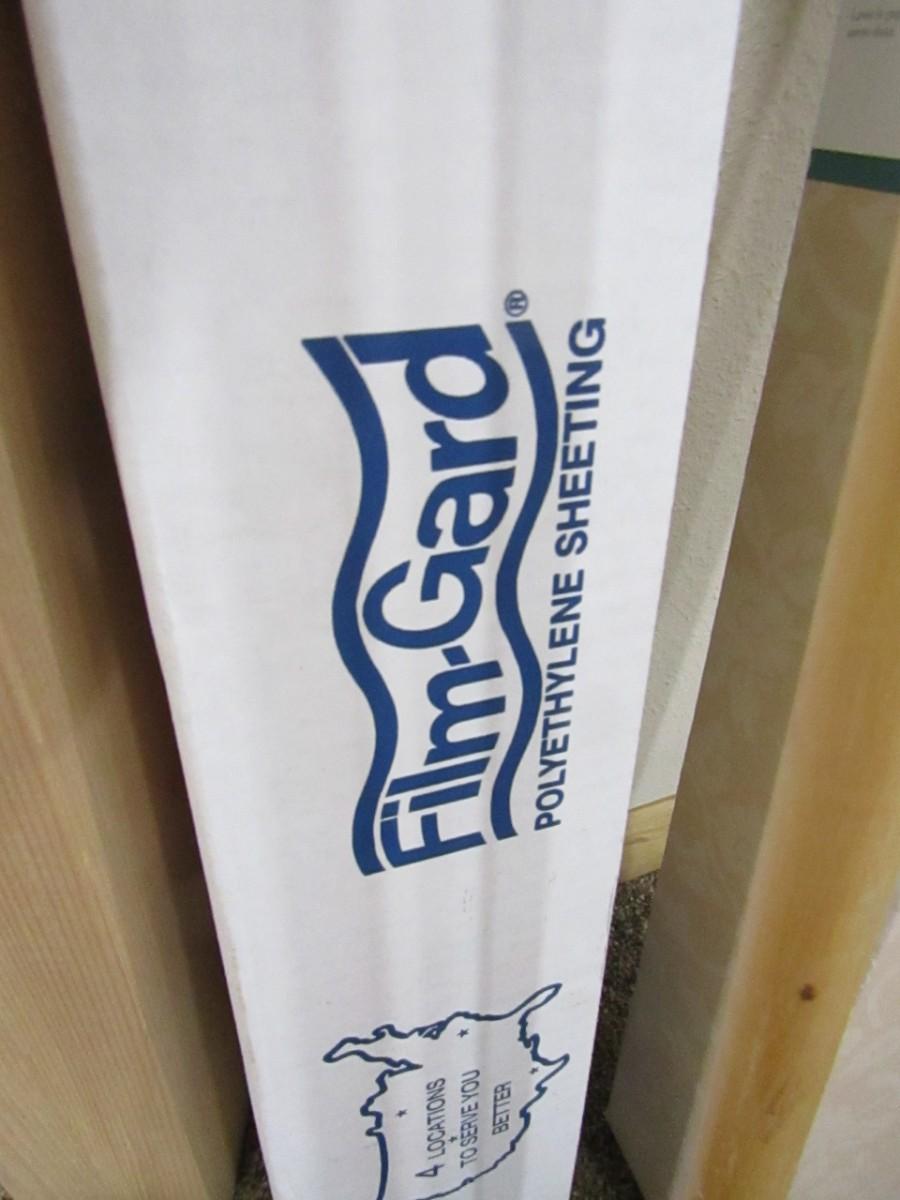 Film-Gard®
POLYETHYLENE SHEETING
4 LOCATIONS
TO SERVE YOU
BETTER